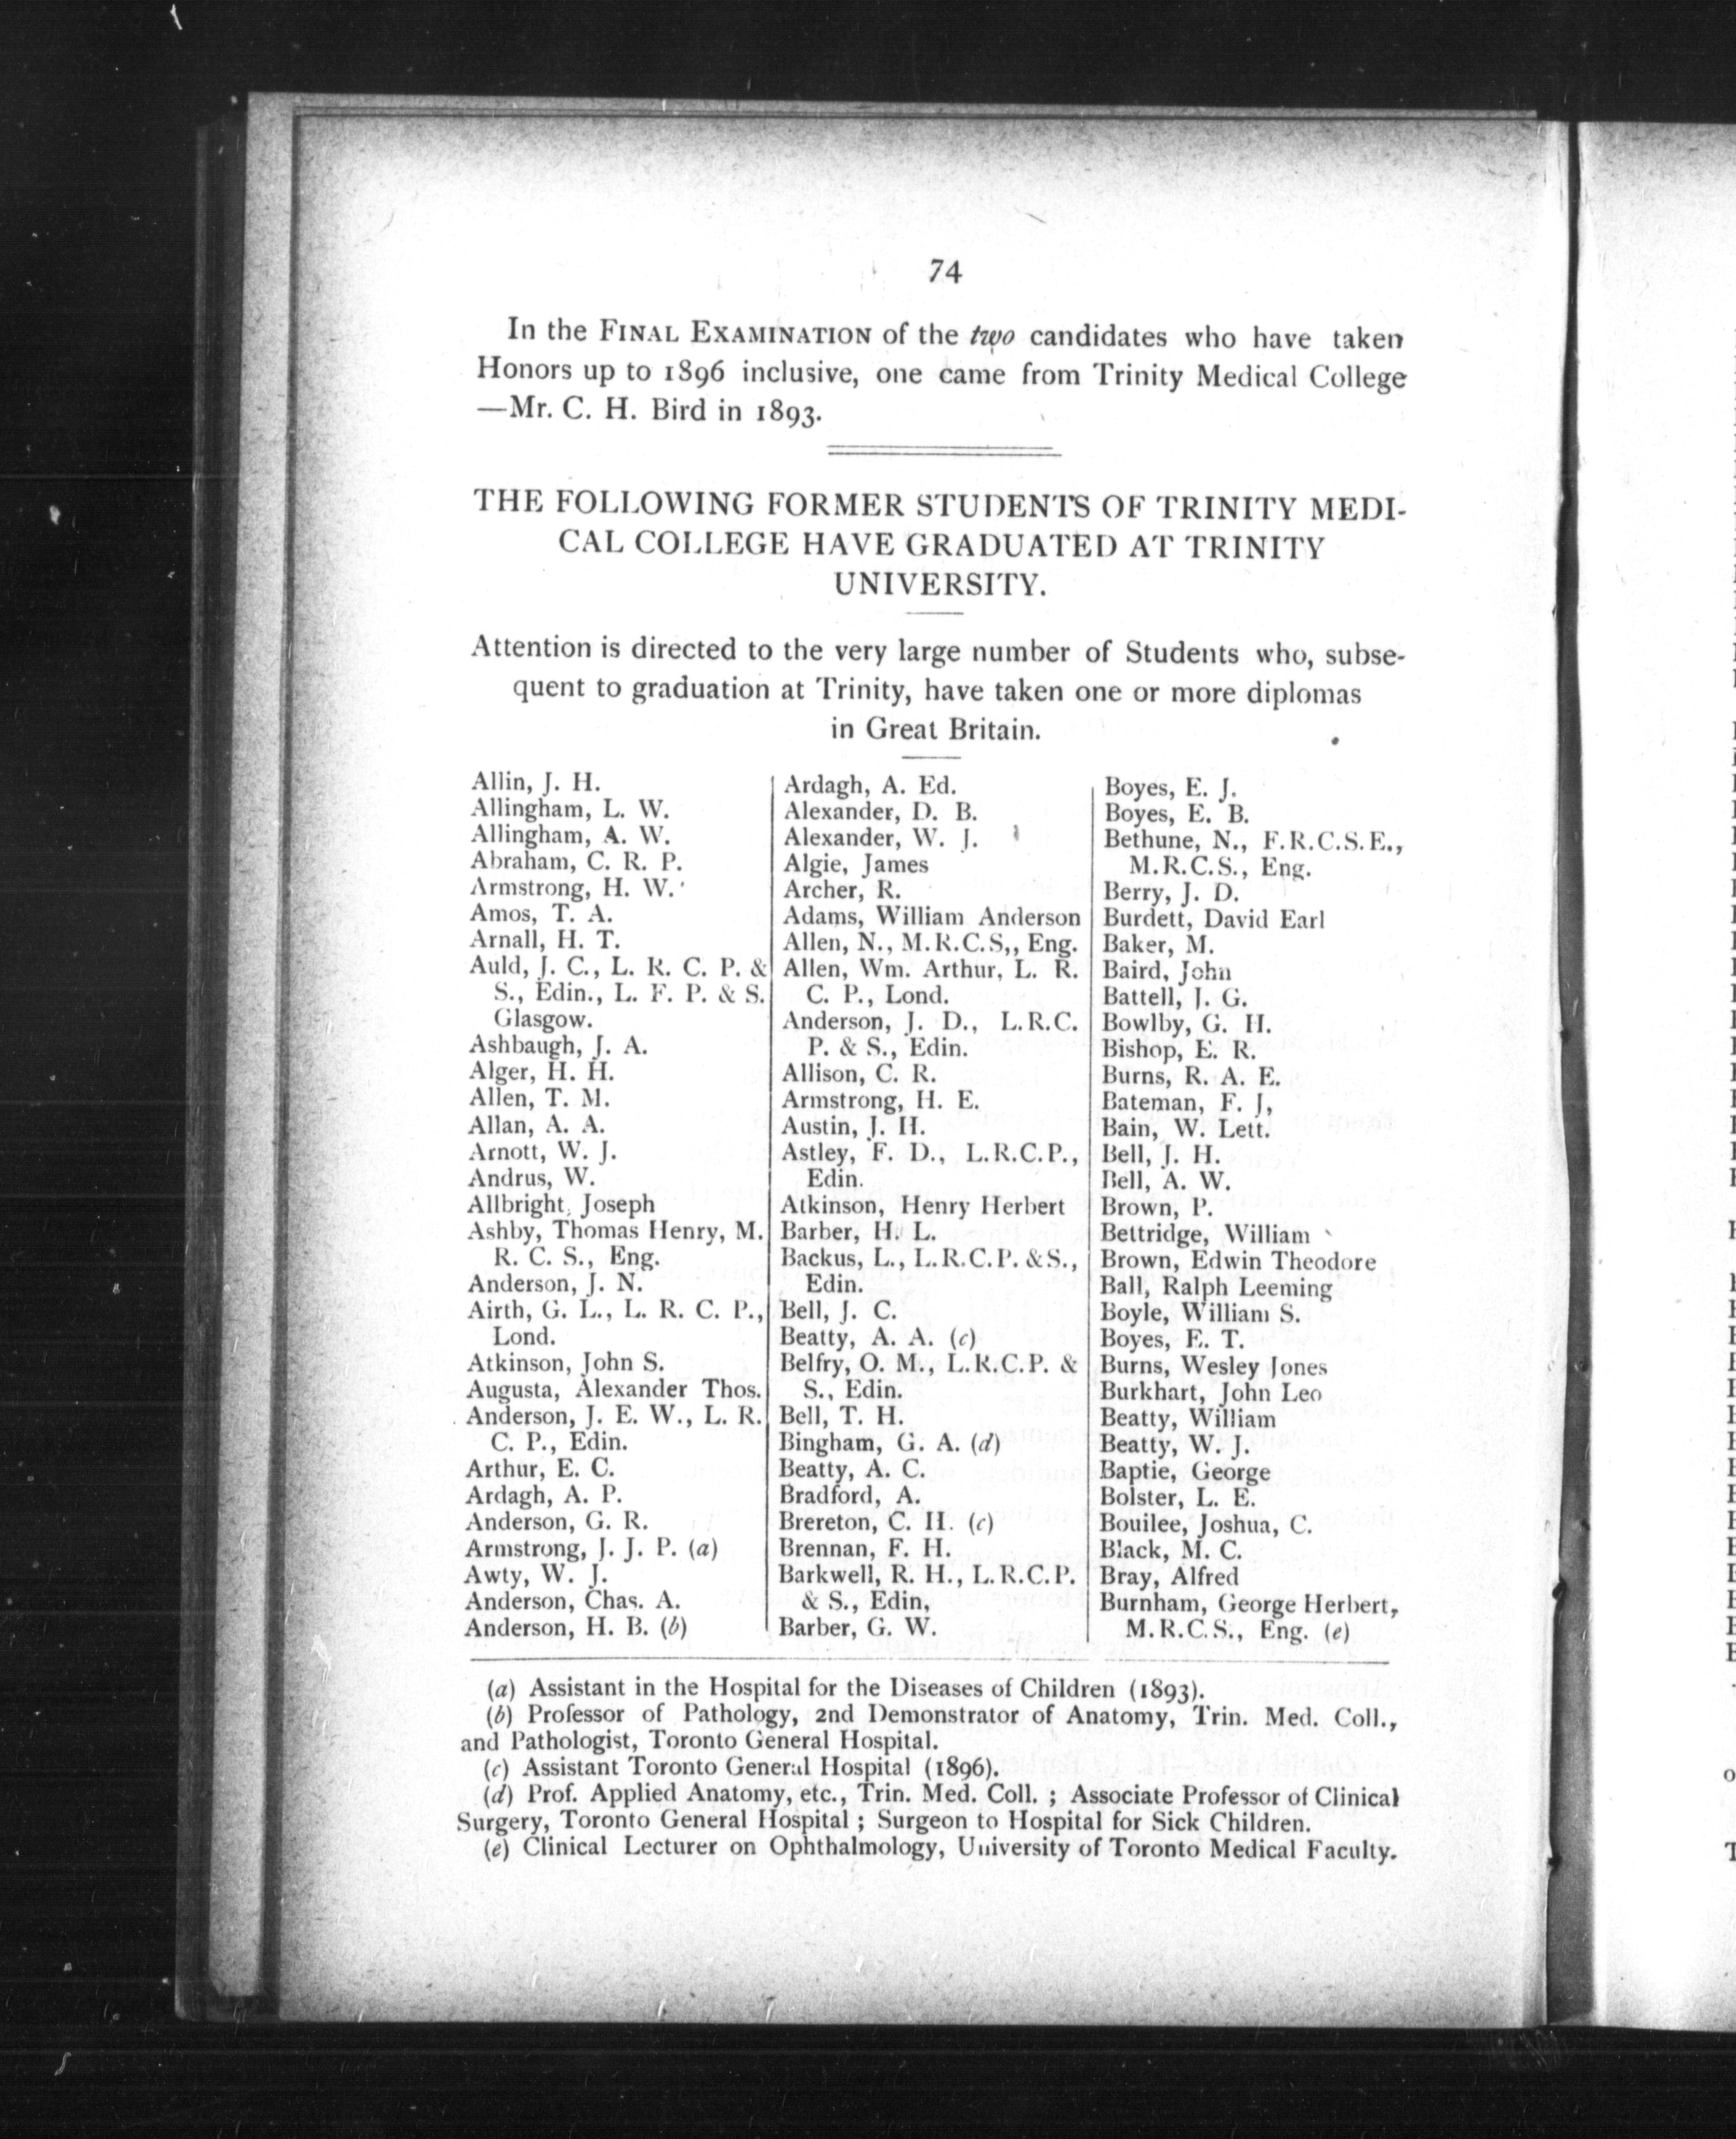 74
In the FINAL EXAMINATION of the two candidates who have taken
Honors up to 1896 inclusive, one came from Trinity Medical College
—Mr. C. H. Bird in 1893.
THE FOLLOWING FORMER STUDENTS OF TRINITY MEDI-
CAL COLLEGE HAVE GRADUATED AT TRINITY
UNIVERSITY.
Attention is directed to the very large number of Students who, subse-
quent to graduation at Trinity, have taken one or more diplomas
in Great Britain.
Allin, J. H.
Allingham, L. W.
Allingham, A. W.
Abraham, C. R. P.
Armstrong, H. W.
Amos, T. A.
Arnall, H. T.
Auld, J. C., L. R. C. P. &
S., Edin., L. F. P. & S.
Glasgow.
Ashbaugh, J. A.
Alger, H. H.
Allen, T. M.
Allan, A. A.
Arnott, W. J.
Andrus, W.
Allbright, Joseph
Ashby, Thomas Henry, M.
R. C. S., Eng.
Anderson, J. N.
Airth, G. L., L. R. C. P.,
Lond.
Atkinson, John S.
Augusta, Alexander Thos.
Anderson, J. E. W., L. R.
C. P., Edin.
Arthur, E. C.
Ardagh, A. P.
Anderson, G. R.
Armstrong, J. J. P. (a)
Awty, W. J.
Anderson, Chas. A.
Anderson, H. B. (b)
Ardagh, A. Ed.
Alexander, D. B.
Alexander, W. J.
Algie, James
Archer, R.
Adams, William Anderson
Allen, N., M.R.C.S,, Eng.
Allen, Wm. Arthur, L. R.
C. P., Lond.
Anderson, J. D., L.R.C.
P. & S., Edin.
Allison, C. R.
Armstrong, H. E.
Austin, J. H.
Astley, F. D., L.R.C.P.,
Edin.
Atkinson, Henry Herbert
Barber, H. L.
Backus, L., L.R.C.P. &S.,
Edin.
Bell, J. C.
Beatty, A. A. (c)
Belfry, O. M., L.R.C.P. &
S., Edin.
Bell, T. H.
Bingham, G. A. (d)
Beatty, A. C.
Bradford, A.
Brereton, C. H. (c)
Brennan, F. H.
Barkwell, R. H., L.R.C.P.
& S., Edin,
Barber, G. W.
Boyes, E. J.
Boyes, E. B.
Bethune, N., F.R.C.S.E.,
M.R.C.S., Eng.
Berry, J. D.
Burdett, David Earl
Baker, M.
Baird, John
Battell, J. G.
Bowlby, G. H.
Bishop, E. R.
Burns, R. A. E.
Bateman, F. J,
Bain, W. Lett.
Bell, J. H.
Bell, A. W.
Brown, P.
Bettridge, William
Brown, Edwin Theodore
Ball, Ralph Leeming
Boyle, William S.
Boyes, E. T.
Burns, Wesley Jones
Burkhart, John Leo
Beatty, William
Beatty, W. J.
Baptie, George
Bolster, L. E.
Bouilee, Joshua, C.
Black, M. C.
Bray, Alfred
Burnham, George Herbert,
M.R.C.S., Eng. (e)
(a) Assistant in the Hospital for the Diseases of Children (1893).
(b) Professor of Pathology, 2nd Demonstrator of Anatomy, Trin. Med. Coll.,
and Pathologist, Toronto General Hospital.
(c) Assistant Toronto General Hospital (1896).
(d) Prof. Applied Anatomy, etc., Trin. Med. Coll. ; Associate Professor of Clinical
Surgery, Toronto General Hospital ; Surgeon to Hospital for Sick Children.
(e) Clinical Lecturer on Ophthalmology, University of Toronto Medical Faculty.